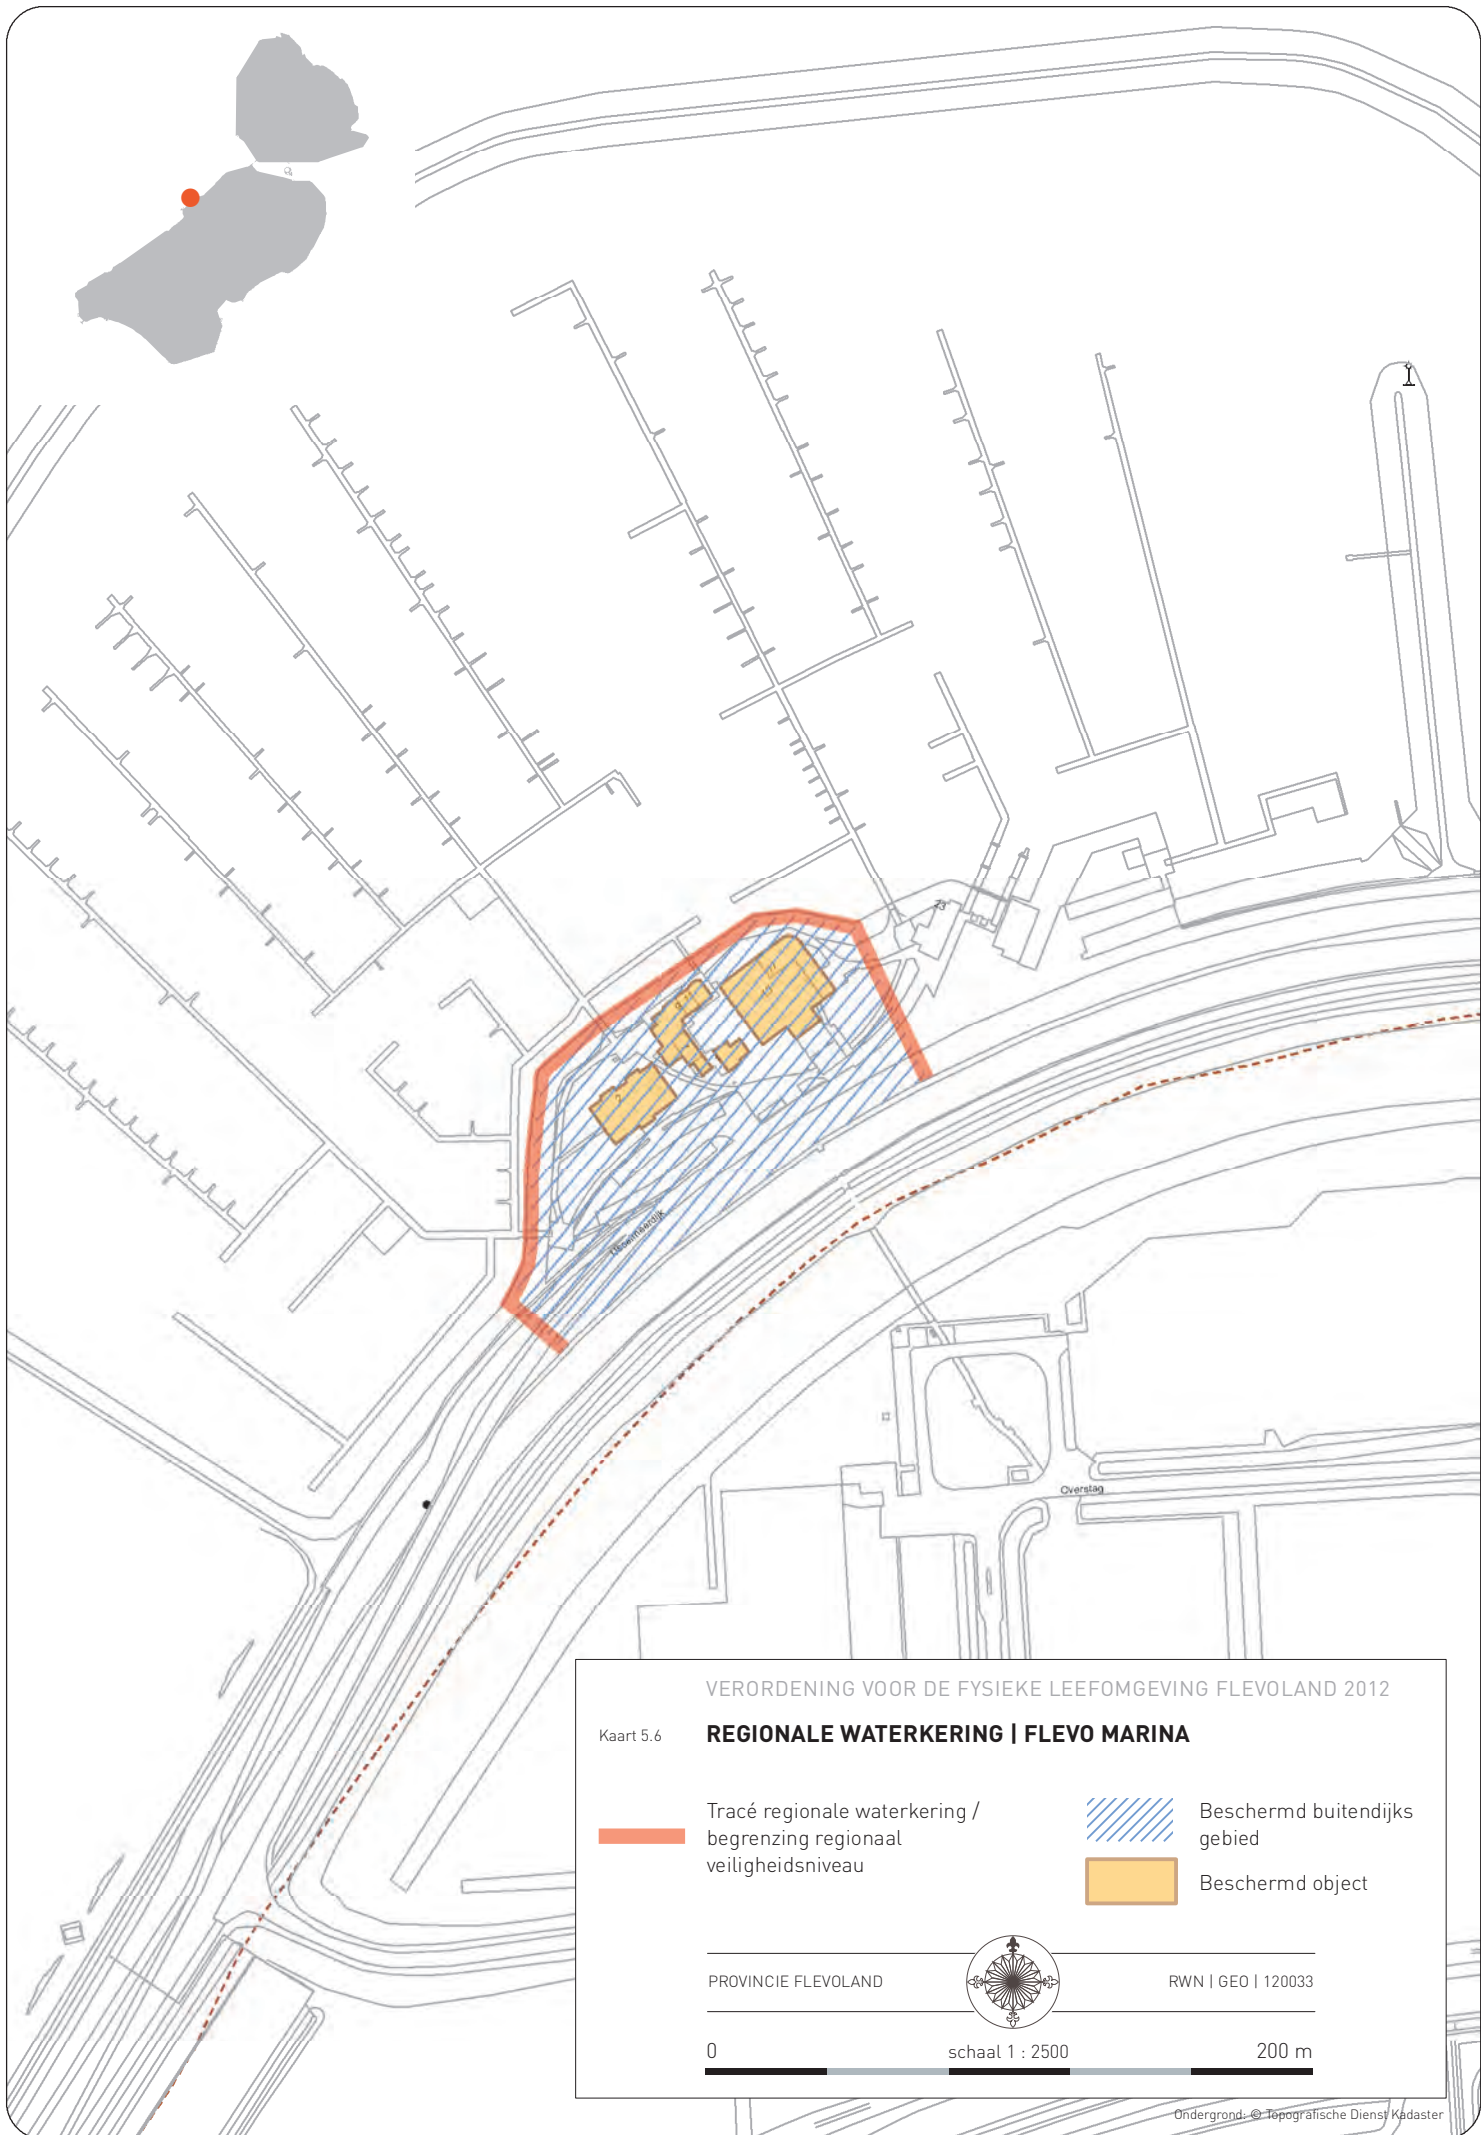 23
IJsselmeerdijk
Overstag
VERORDENING VOOR DE FYSIEKE LEEFOMGEVING FLEVOLAND 2012
Kaart 5.6
REGIONALE WATERKERING | FLEVO MARINA
Tracé regionale waterkering /
begrenzing regionaal
veiligheidsniveau
Beschermd buitendijks
gebied
Beschermd object
PROVINCIE FLEVOLAND
RWN | GEO | 120033
0
schaal 1 : 2500
200 m
Ondergrond: © Topografische Dienst Kadaster